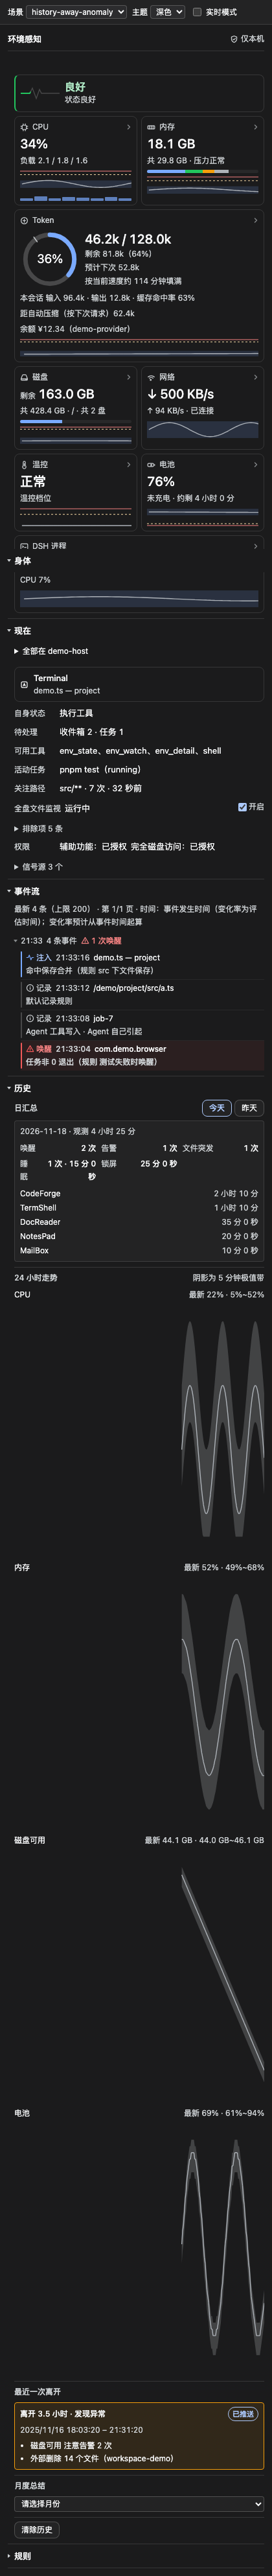 场景 history-away-anomaly 主题 深色 实时模式
环境感知 仅本机
良好
状态良好
CPU
34%
负载 2.1 / 1.8 / 1.6
内存
18.1 GB
共 29.8 GB · 压力正常
Token
36%
46.2k / 128.0k
剩余 81.8k（64%）
预计下次 52.8k
按当前速度约 114 分钟填满
本会话 输入 96.4k · 输出 12.8k · 缓存命中率 63%
距自动压缩（按下次请求）62.4k
余额 ¥12.34（demo-provider）
磁盘
剩余 163.0 GB
共 428.4 GB · / · 共 2 盘
网络
↓ 500 KB/s
↑ 94 KB/s · 已连接
温控
正常
温控档位
电池
76%
未充电 · 约剩 4 小时 0 分
DSH 进程
身体
CPU 7%
现在
全部在 demo-host
Terminal
demo.ts — project
自身状态 执行工具
待处理 收件箱 2 · 任务 1
可用工具 env_state、env_watch、env_detail、shell
活动任务 pnpm test（running）
关注路径 src/** · 7 次 · 32 秒前
全盘文件监视 运行中 开启
排除项 5 条
权限 辅助功能：已授权 完全磁盘访问：已授权
信号源 3 个
事件流
最新 4 条（上限 200） · 第 1/1 页 · 时间：事件发生时间（变化率为评
估时间）；变化率预计从事件时间起算
21:33 4 条事件 1 次唤醒
注入 21:33:16 demo.ts — project
命中保存合并（规则 src 下文件保存）
记录 21:33:12 /demo/project/src/a.ts
默认记录规则
记录 21:33:08 job-7
Agent 工具写入 · Agent 自己引起
唤醒 21:33:04 com.demo.browser
任务非 0 退出（规则 测试失败时唤醒）
历史
日汇总 今天 昨天
2026-11-18 · 观测 4 小时 25 分
唤醒 2 次 告警 1 次 文件突发 1 次
睡 1 次 · 15 分 0 锁屏 25 分 0 秒
眠 秒
CodeForge 2 小时 10 分
TermShell 1 小时 10 分
DocReader 35 分 0 秒
NotesPad 20 分 0 秒
MailBox 10 分 0 秒
24 小时走势 阴影为 5 分钟极值带
CPU 最新 22% · 5%~52%
内存 最新 52% · 49%~68%
磁盘可用 最新 44.1 GB · 44.0 GB~46.1 GB
电池 最新 69% · 61%~94%
最近一次离开
离开 3.5 小时 · 发现异常 已推送
2025/11/16 18:03:20 ~ 21:31:20
• 磁盘可用 注意告警 2 次
• 外部删除 14 个文件（workspace-demo）
月度总结
请选择月份
清除历史
规则